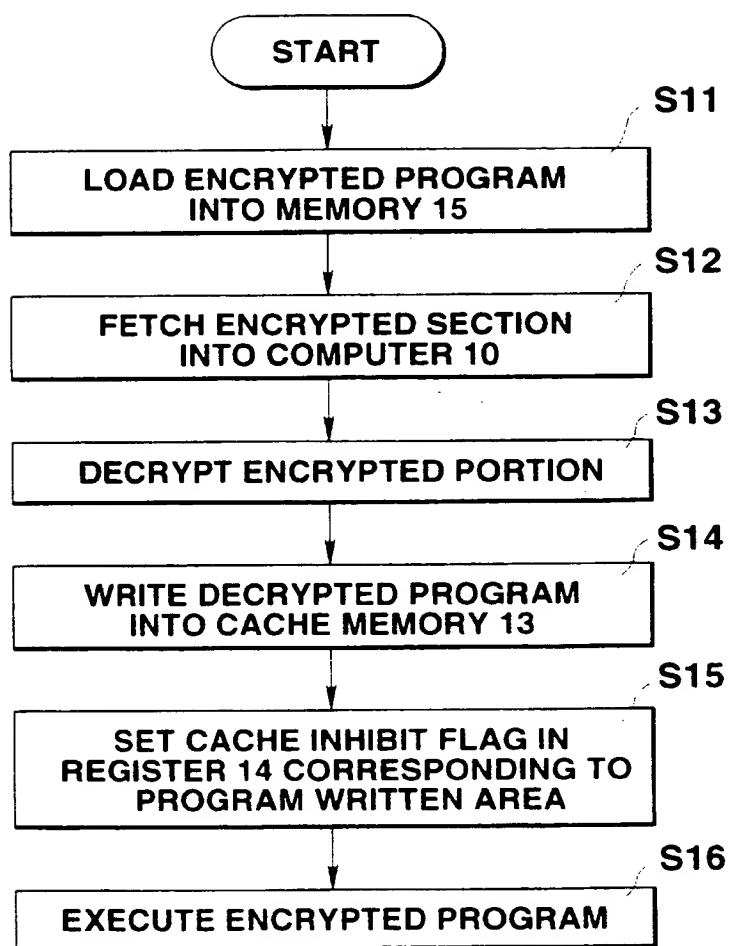 START
S11
LOAD ENCRYPTED PROGRAM
INTO MEMORY 15
S12
FETCH ENCRYPTED SECTION
INTO COMPUTER 10
S13
DECRYPT ENCRYPTED PORTION
S14
WRITE DECRYPTED PROGRAM
INTO CACHE MEMORY 13
S15
SET CACHE INHIBIT FLAG IN
REGISTER 14 CORRESPONDING TO
PROGRAM WRITTEN AREA
S16
EXECUTE ENCRYPTED PROGRAM